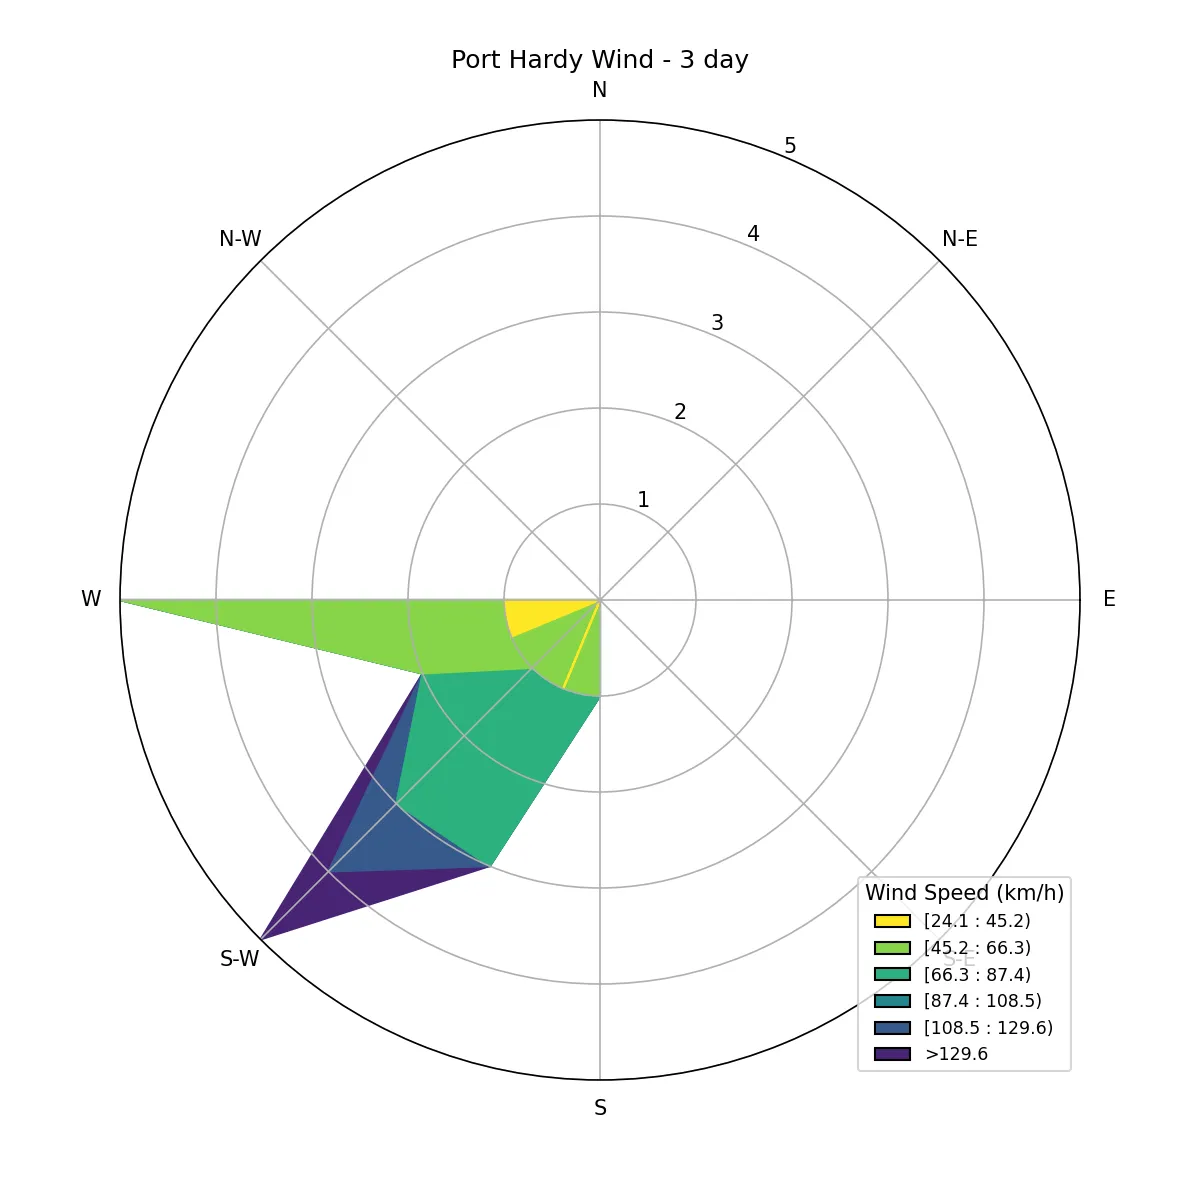 Port Hardy Wind - 3 day
N
5
N-W
4
N-E
3
2
1
W
E
Wind Speed (km/h)
[24.1 : 45.2)
[45.2 : 66.3)
S-W
S-E
[66.3 : 87.4)
[87.4 : 108.5)
[108.5 : 129.6)
>129.6
S